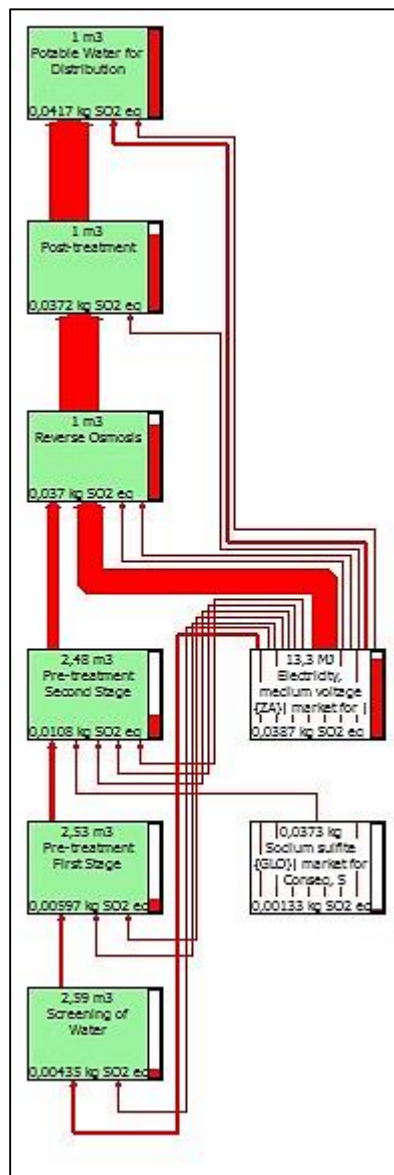 1 m3
Potable Water for
Distribution
0,0417 kg SO2 eq
1 m3
Post-treatment
0,0372 kg SO2 eq
1 m3
Reverse Osmosis
0,037 kg SO2 eq
2,48 m3
Pre-treatment
Second Stage
0,0108 kg SO2 eq
13,3 MJ
Electricity,
medium voltage
{ZA}| market for |
0,0387 kg SO2 eq
2,53 m3
Pre-treatment
First Stage
0,00597 kg SO2 eq
0,0373 kg
Sodium sulfite
{GLO}| market for
Conseq, S
0,00133 kg SO2 eq
2,59 m3
Screening of
Water
0,00435 kg SO2 eq